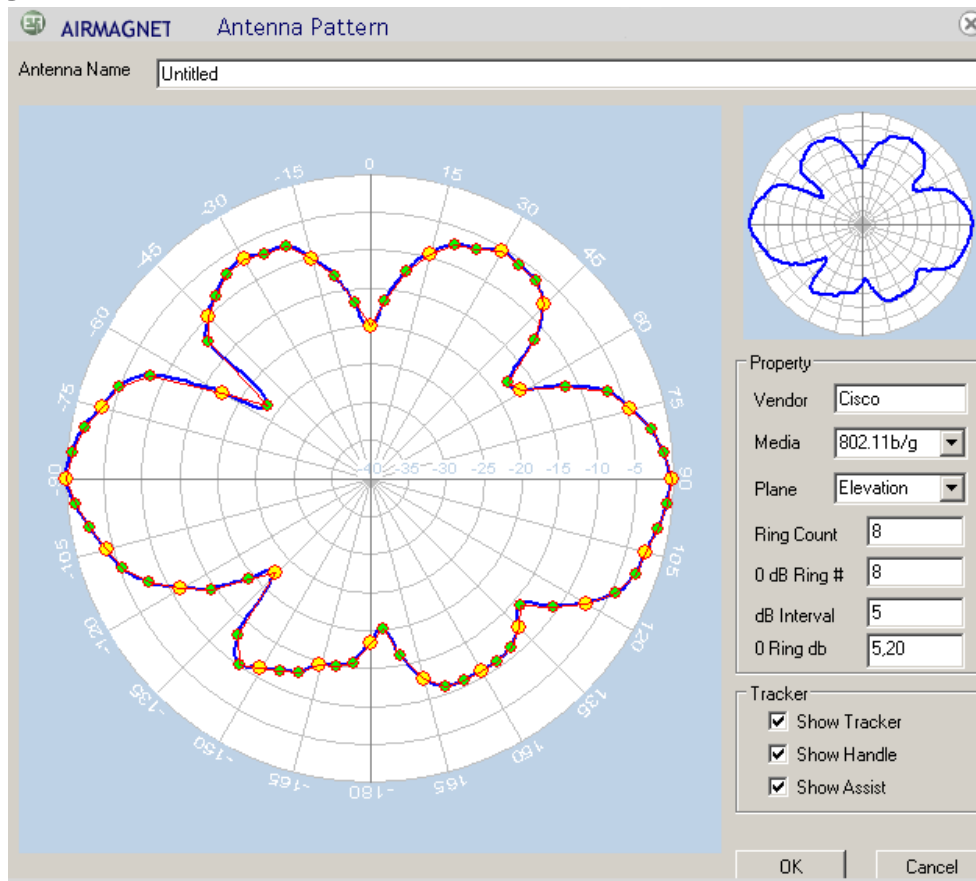 AIRMAGNET Antenna Pattern
Antenna Name Untitled
0
-15 15
-30 30
-45 45
-60 60
-75 75
-40 -35 -30 -25 -20 -15 -10 -5
-90 90
-105 105
-120 120
-135 135
-150 150
-165 165
-180
Property
Vendor Cisco
Media 802.11b/g
Plane Elevation
Ring Count 8
0 dB Ring # 8
dB Interval 5
0 Ring db 5,20
Tracker
Show Tracker
Show Handle
Show Assist
OK Cancel